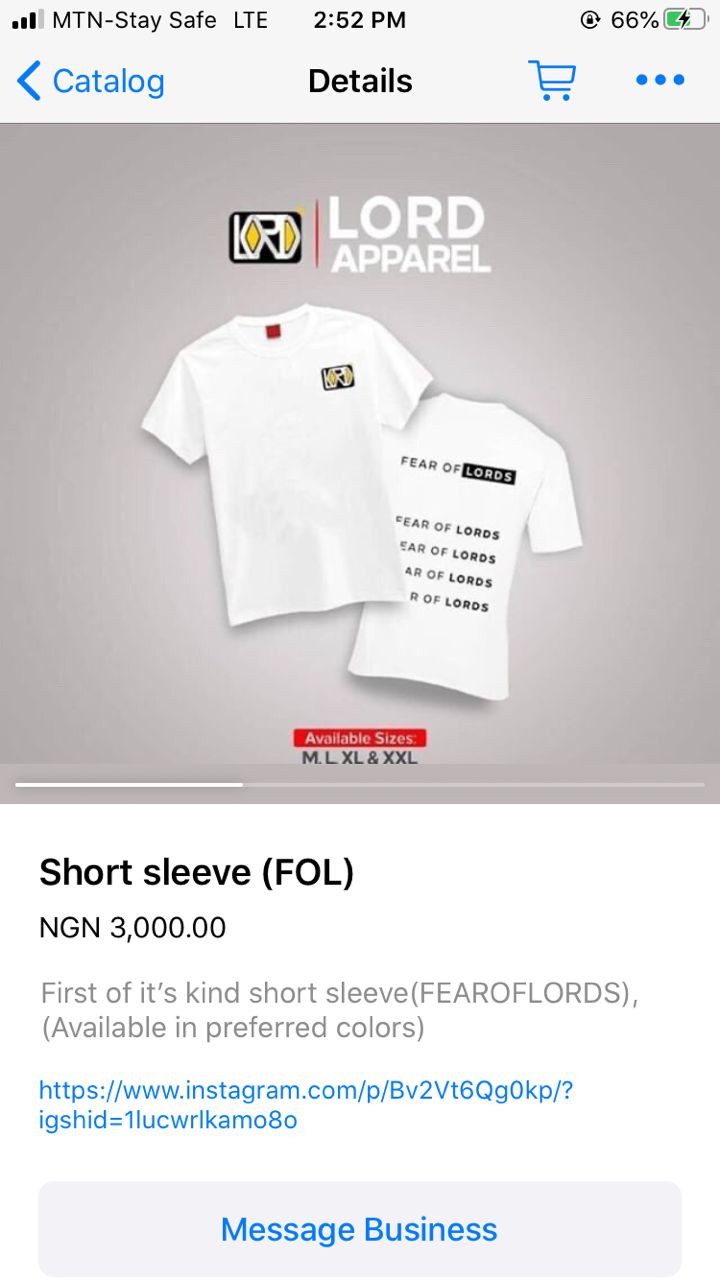 MTN-Stay Safe LTE 2:52 PM 66%
Catalog Details
LORD LORD
APPAREL
LORD
FEAR OF LORDS
FEAR OF LORDS
EAR OF LORDS
AR OF LORDS
R OF LORDS
Available Sizes:
M, L, XL & XXL
Short sleeve (FOL)
NGN 3,000.00
First of it’s kind short sleeve(FEAROFLORDS),
(Available in preferred colors)
https://www.instagram.com/p/Bv2Vt6Qg0kp/?
igshid=1lucwrlkamo8o
Message Business